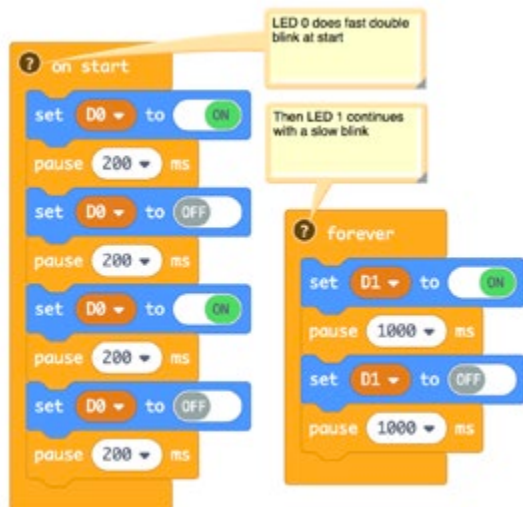 LED 0 does fast double
blink at start
? on start
set D0 to ON
pause 200 ms
set D0 to OFF
pause 200 ms
set D0 to ON
pause 200 ms
set D0 to OFF
pause 200 ms
Then LED 1 continues
with a slow blink
? forever
set D1 to ON
pause 1000 ms
set D1 to OFF
pause 1000 ms